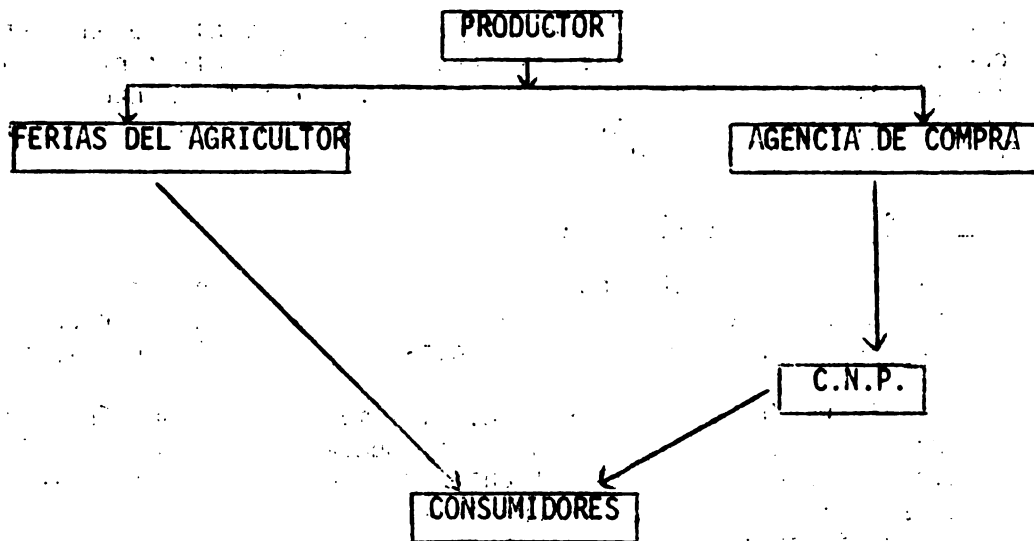 PRODUCTOR
FERIAS DEL AGRICULTOR
AGENCIA DE COMPRA
C.N.P.
CONSUMIDORES